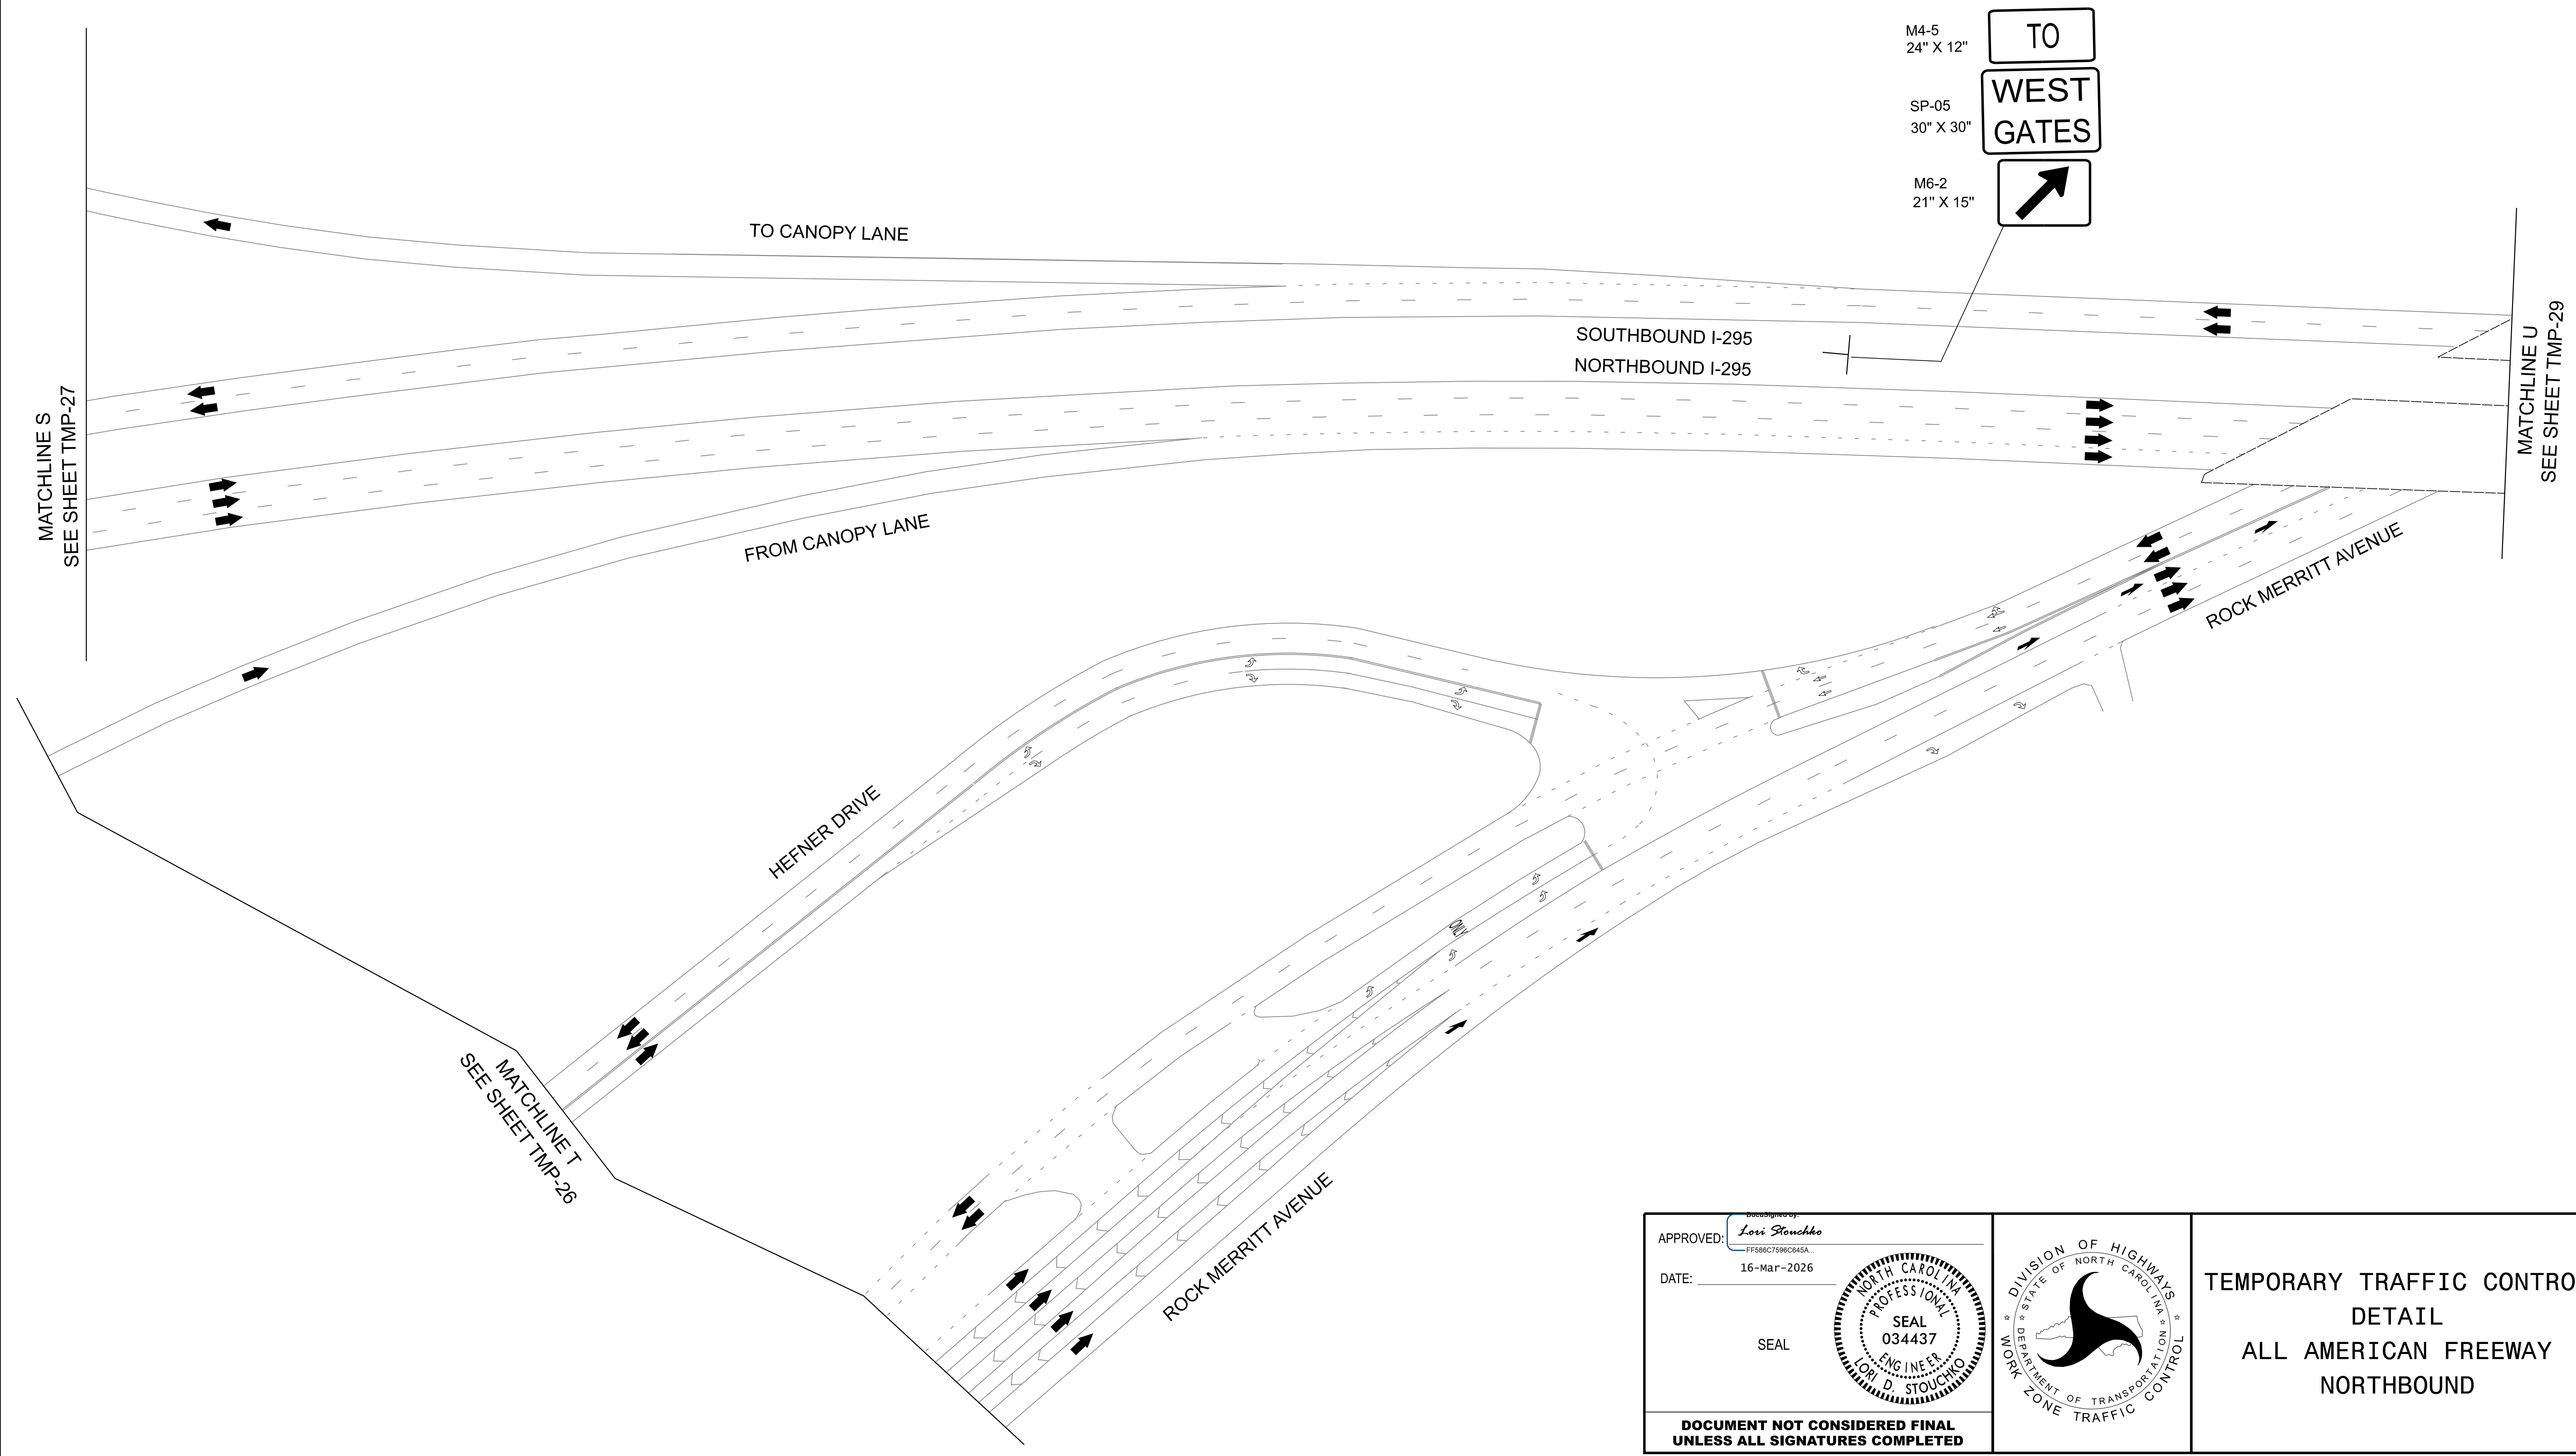 M4-5
24" X 12"
TO
SP-05
30" X 30"
WEST
GATES
M6-2
21" X 15"
TO CANOPY LANE
SOUTHBOUND I-295
NORTHBOUND I-295
MATCHLINE S
SEE SHEET TMP-27
MATCHLINE U
SEE SHEET TMP-29
FROM CANOPY LANE
ROCK MERRITT AVENUE
HEFNER DRIVE
ONLY
MATCHLINE T
SEE SHEET TMP-26
ROCK MERRITT AVENUE
DocuSigned by:
APPROVED: Lori Stouchko
FF586C7596C645A...
DATE: 16-Mar-2026
SEAL
NORTH CAROLINA
PROFESSIONAL
SEAL
034437
ENGINEER
LORI D. STOUCHKO
DOCUMENT NOT CONSIDERED FINAL
UNLESS ALL SIGNATURES COMPLETED
DIVISION OF HIGHWAYS
STATE OF NORTH CAROLINA
DEPARTMENT OF TRANSPORTATION
WORK ZONE TRAFFIC CONTROL
TEMPORARY TRAFFIC CONTRO
DETAIL
ALL AMERICAN FREEWAY
NORTHBOUND